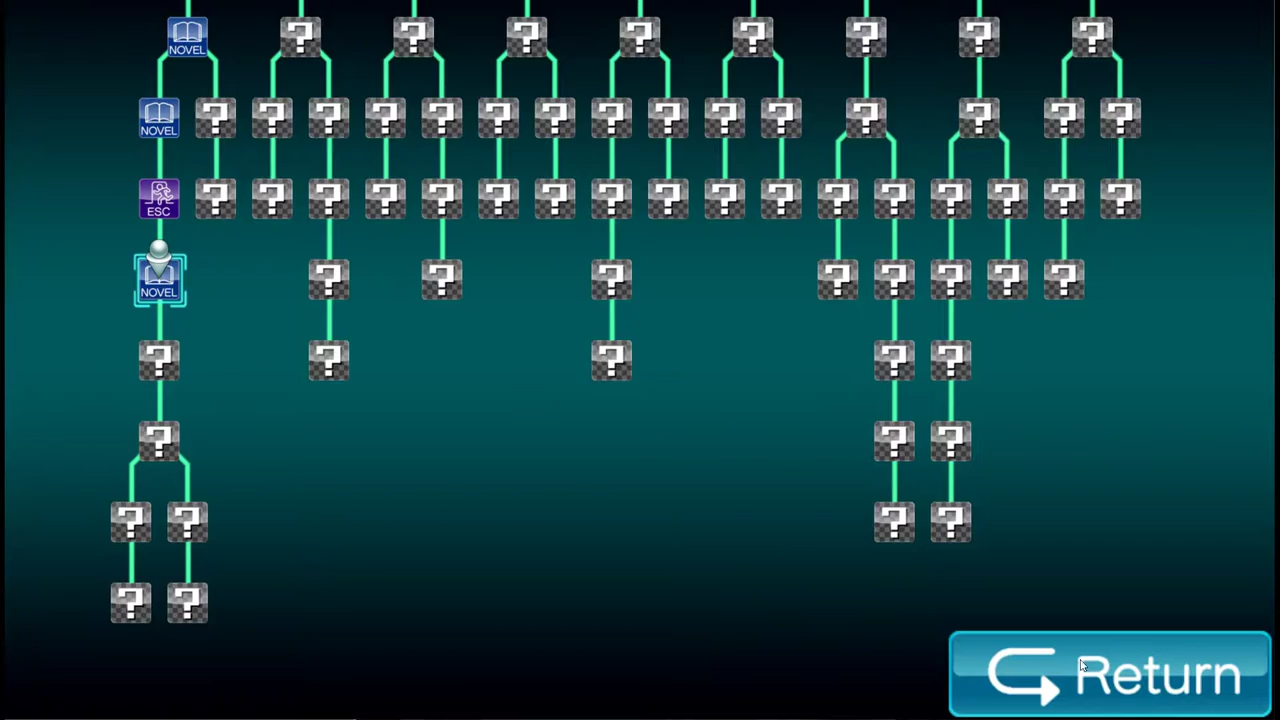 NOVEL ? ? ? ? ? ? ? ?
NOVEL ? ? ? ? ? ? ? ? ? ? ? ? ? ? ?
ESC ? ? ? ? ? ? ? ? ? ? ? ? ? ? ? ? ?
NOVEL ? ? ? ? ? ? ? ?
? ? ? ? ?
? ? ?
? ? ? ?
? ?
Return